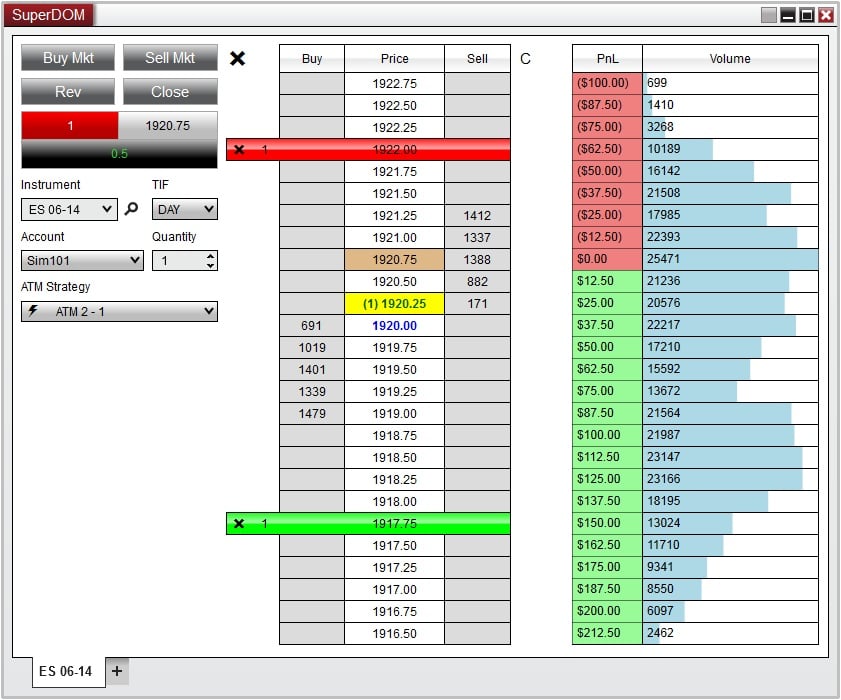 SuperDOM
Buy Mkt Sell Mkt
Rev Close
1 1920.75
0.5
Instrument TIF
ES 06-14 DAY
Account Quantity
Sim101 1
ATM Strategy
ATM 2 - 1
Buy Price Sell C PnL Volume
1922.75 ($100.00) 699
1922.50 ($87.50) 1410
1922.25 ($75.00) 3268
1 1922.00 ($62.50) 10189
1921.75 ($50.00) 16142
1921.50 ($37.50) 21508
1921.25 1412 ($25.00) 17985
1921.00 1337 ($12.50) 22393
1920.75 1388 $0.00 25471
1920.50 882 $12.50 21236
(1) 1920.25 171 $25.00 20576
691 1920.00 $37.50 22217
1019 1919.75 $50.00 17210
1401 1919.50 $62.50 15592
1339 1919.25 $75.00 13672
1479 1919.00 $87.50 21564
1918.75 $100.00 21987
1918.50 $112.50 23147
1918.25 $125.00 23166
1918.00 $137.50 18195
1 1917.75 $150.00 13024
1917.50 $162.50 11710
1917.25 $175.00 9341
1917.00 $187.50 8550
1916.75 $200.00 6097
1916.50 $212.50 2462
ES 06-14 +